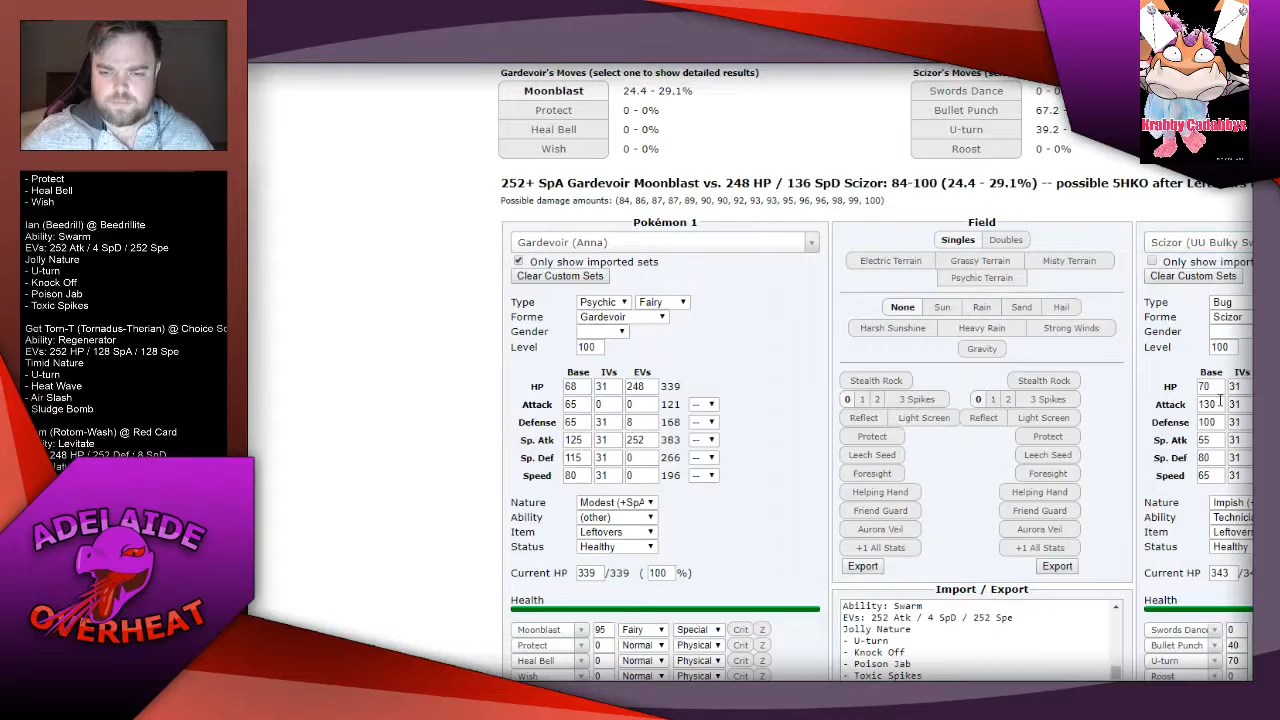 - Protect
- Heal Bell
- Wish
Ian (Beedrill) @ Beedrillite
Ability: Swarm
EVs: 252 Atk / 4 SpD / 252 Spe
Jolly Nature
- U-turn
- Knock Off
- Poison Jab
- Toxic Spikes
Get Torn-T (Tornadus-Therian) @ Choice Sc
Ability: Regenerator
EVs: 252 HP / 128 SpA / 128 Spe
Timid Nature
- U-turn
- Heat Wave
- Air Slash
- Sludge Bomb
(Rotom-Wash) @ Red Card
Levitate
248 HP / 252 Def / 8 SpD
ADELAIDE
OVERHEAT
Krabby Cadabbys
Gardevoir's Moves (select one to show detailed results)
Moonblast 24.4 - 29.1%
Protect 0 - 0%
Heal Bell 0 - 0%
Wish 0 - 0%
Scizor's Moves
Swords Dance 0 - 0
Bullet Punch 67.2 -
U-turn 39.2 -
Roost 0 - 0%
252+ SpA Gardevoir Moonblast vs. 248 HP / 136 SpD Scizor: 84-100 (24.4 - 29.1%) -- possible 5HKO after Left
Possible damage amounts: (84, 86, 87, 87, 89, 90, 90, 92, 93, 93, 95, 96, 96, 98, 99, 100)
Pokémon 1
Gardevoir (Anna)
Only show imported sets
Clear Custom Sets
Type Psychic Fairy
Forme Gardevoir
Gender
Level 100
Base IVs EVs
HP 68 31 248 339
Attack 65 0 0 121 --
Defense 65 31 8 168 --
Sp. Atk 125 31 252 383 --
Sp. Def 115 31 0 266 --
Speed 80 31 0 196 --
Nature Modest (+SpA
Ability (other)
Item Leftovers
Status Healthy
Current HP 339 /339 ( 100 %)
Health
Moonblast 95 Fairy Special Crit Z
Protect 0 Normal Physical Crit Z
Heal Bell 0 Normal Physical Crit Z
Wish 0 Normal Physical Crit Z
Field
Singles Doubles
Electric Terrain Grassy Terrain Misty Terrain
Psychic Terrain
None Sun Rain Sand Hail
Harsh Sunshine Heavy Rain Strong Winds
Gravity
Stealth Rock Stealth Rock
0 1 2 3 Spikes 0 1 2 3 Spikes
Reflect Light Screen Reflect Light Screen
Protect Protect
Leech Seed Leech Seed
Foresight Foresight
Helping Hand Helping Hand
Friend Guard Friend Guard
Aurora Veil Aurora Veil
+1 All Stats +1 All Stats
Export Export
Import / Export
Ability: Swarm
EVs: 252 Atk / 4 SpD / 252 Spe
Jolly Nature
- U-turn
- Knock Off
- Poison Jab
- Toxic Spikes
Scizor (UU Bulky Sw
Only show imported sets
Clear Custom Sets
Type Bug
Forme Scizor
Gender
Level 100
Base IVs
HP 70 31
Attack 130 31
Defense 100 31
Sp. Atk 55 31
Sp. Def 80 31
Speed 65 31
Nature Impish (+
Ability Technicia
Item Leftovers
Status Healthy
Current HP 343 /34
Health
Swords Dance 0
Bullet Punch 40
U-turn 70
Roost 0